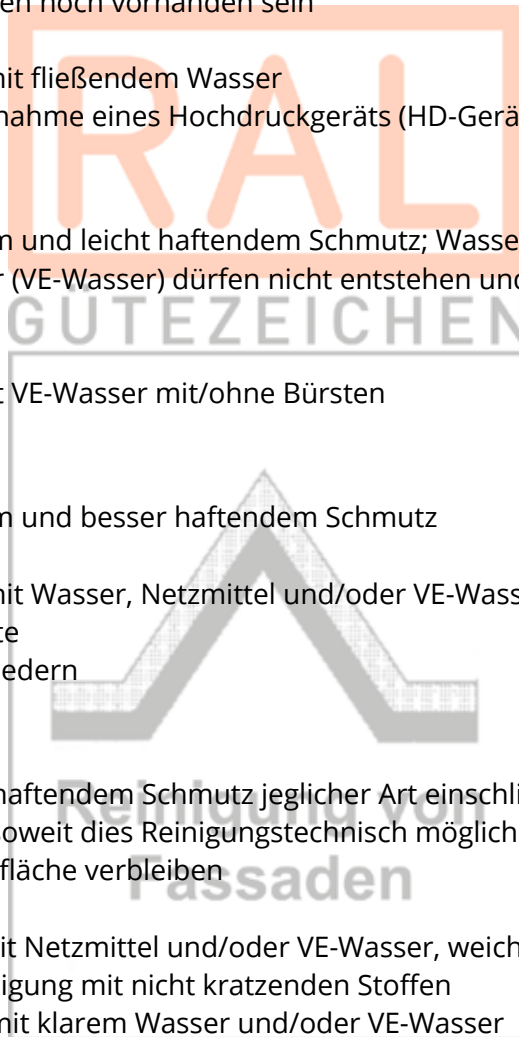 en noch vorhanden sein
nit fließendem Wasser
nahme eines Hochdruckgeräts (HD-Gerä
RAL
m und leicht haftendem Schmutz; Wasse
r (VE-Wasser) dürfen nicht entstehen und
GÜTEZEICHEN
t VE-Wasser mit/ohne Bürsten
m und besser haftendem Schmutz
nit Wasser, Netzmittel und/oder VE-Wass
te
edern
haftendem Schmutz jeglicher Art einschli
soweit dies Reinigungstechnisch möglich
Reinigung von
fläche verbleiben
Fassaden
it Netzmittel und/oder VE-Wasser, weich
igung mit nicht kratzenden Stoffen
nit klarem Wasser und/oder VE-Wasser